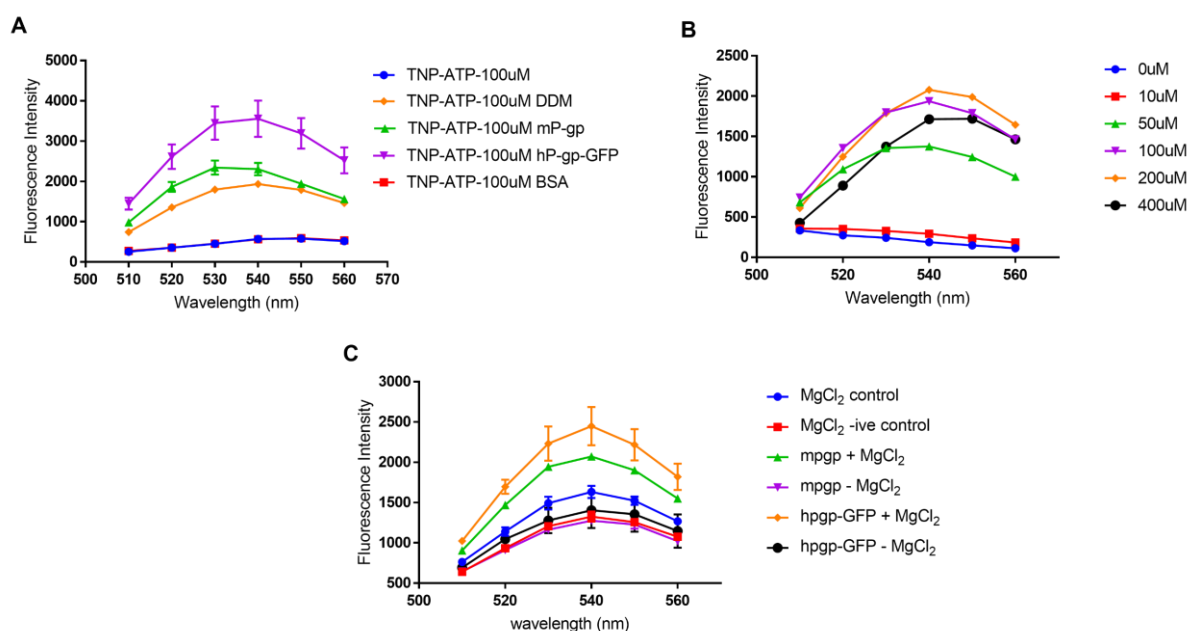 A
Fluorescence Intensity
5000
4000
3000
2000
1000
0
500 510 520 530 540 550 560 570
Wavelength (nm)
TNP-ATP-100uM
TNP-ATP-100uM DDM
TNP-ATP-100uM mP-gp
TNP-ATP-100uM hP-gp-GFP
TNP-ATP-100uM BSA
B
Fluorescence Intensity
2500
2000
1500
1000
500
0
500 520 540 560
Wavelength (nm)
0uM
10uM
50uM
100uM
200uM
400uM
C
Fluorescence Intensity
3000
2500
2000
1500
1000
500
500 520 540 560
wavelength (nm)
MgCl₂ control
MgCl₂ -ive control
mpgp + MgCl₂
mpgp - MgCl₂
hpgp-GFP + MgCl₂
hpgp-GFP - MgCl₂